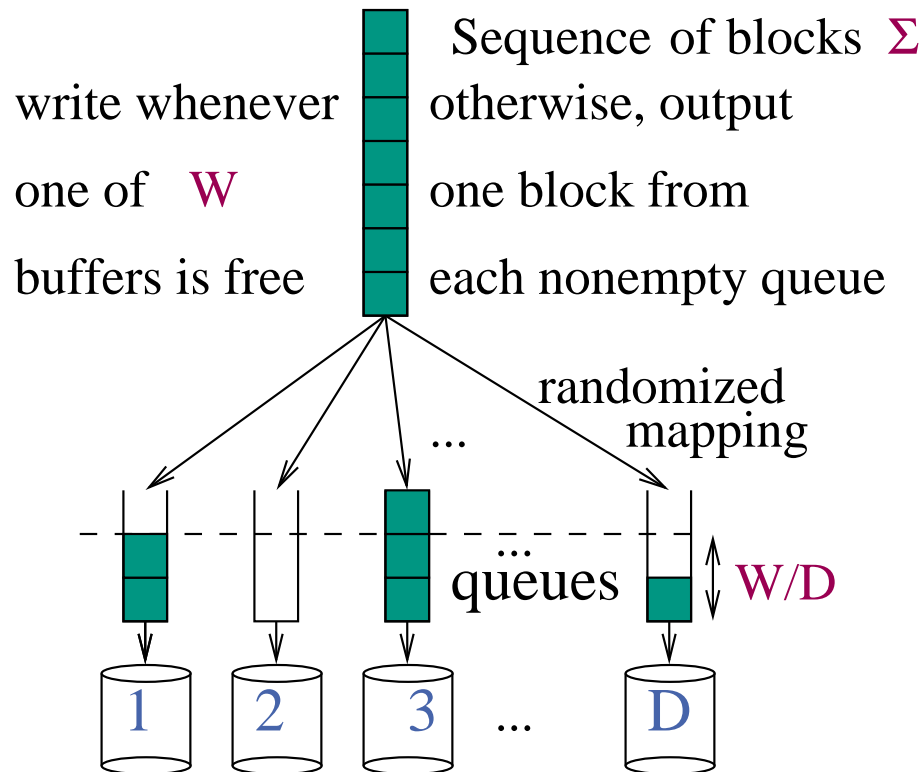 Sequence of blocks Σ
write whenever
one of W
buffers is free
otherwise, output
one block from
each nonempty queue
randomized
mapping
...
...
queues
W/D
1 2 3 ... D